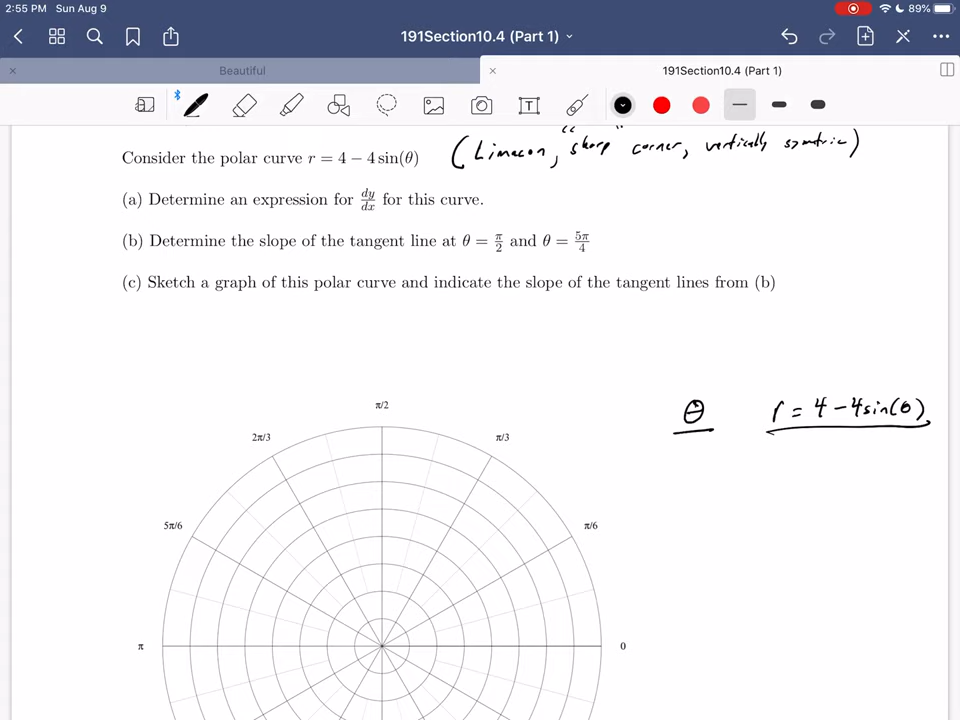 2:55 PM Sun Aug 9
89%
191Section10.4 (Part 1)
Beautiful
191Section10.4 (Part 1)
T
Consider the polar curve r = 4 − 4 sin(θ) (Limacon, "sharp" corner, vertically symetric)
(a) Determine an expression for dy/dx for this curve.
(b) Determine the slope of the tangent line at θ = π/2 and θ = 5π/4
(c) Sketch a graph of this polar curve and indicate the slope of the tangent lines from (b)
θ r = 4 − 4sin(θ)
π/2
2π/3 π/3
5π/6 π/6
π 0